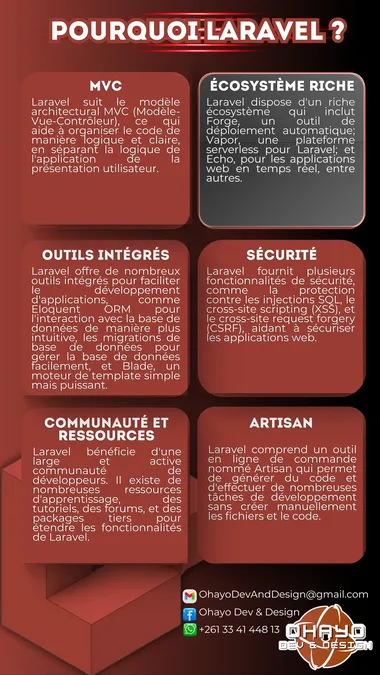 POURQUOI LARAVEL ?
MVC
Laravel suit le modèle
architectural MVC (Modèle-
Vue-Contrôleur), ce qui
aide à organiser le code de
manière logique et claire,
en séparant la logique de
l'application de la
présentation utilisateur.
ÉCOSYSTÈME RICHE
Laravel dispose d'un riche
écosystème qui inclut
Forge, un outil de
déploiement automatique;
Vapor, une plateforme
serverless pour Laravel; et
Echo, pour les applications
web en temps réel, entre
autres.
OUTILS INTÉGRÉS
Laravel offre de nombreux
outils intégrés pour faciliter
le développement
d'applications, comme
Eloquent ORM pour
l'interaction avec la base de
données de manière plus
intuitive, les migrations de
base de données pour
gérer la base de données
facilement, et Blade, un
moteur de template simple
mais puissant.
SÉCURITÉ
Laravel fournit plusieurs
fonctionnalités de sécurité,
comme la protection
contre les injections SQL, le
cross-site scripting (XSS), et
le cross-site request forgery
(CSRF), aidant à sécuriser
les applications web.
COMMUNAUTÉ ET
RESSOURCES
Laravel bénéficie d'une
large et active
communauté de
développeurs. Il existe de
nombreuses ressources
d'apprentissage, des
tutoriels, des forums, et des
packages tiers pour
étendre les fonctionnalités
de Laravel.
ARTISAN
Laravel comprend un outil
en ligne de commande
nommé Artisan qui permet
de générer du code et
d'effectuer de nombreuses
tâches de développement
sans créer manuellement
les fichiers et le code.
OhayoDevAndDesign@gmail.com
Ohayo Dev & Design
+261 33 41 448 13
OHAYO
DEV & DESIGN